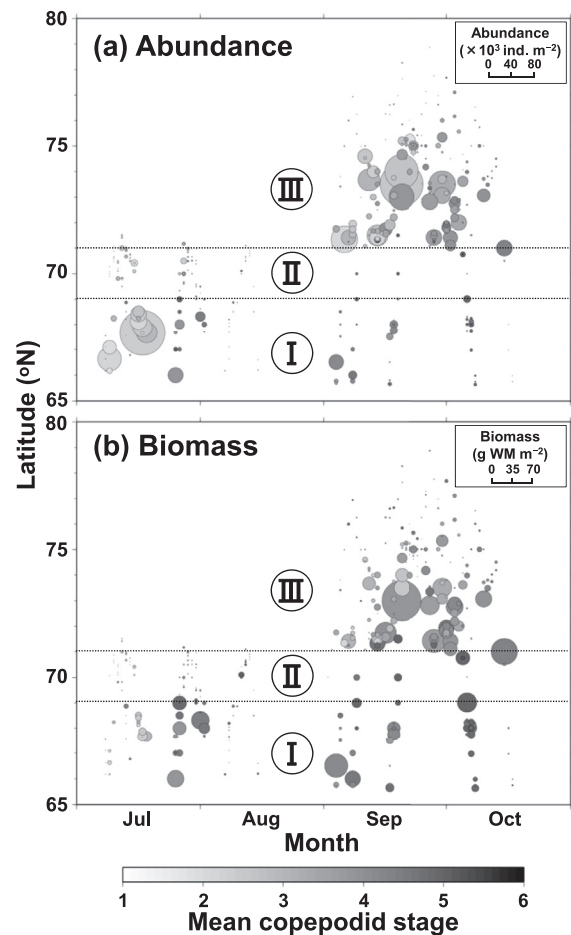 80
(a) Abundance
Abundance
(×10³ ind. m⁻²)
0 40 80
75
III
70
II
I
65
Latitude (ºN)
80
(b) Biomass
Biomass
(g WM m⁻²)
0 35 70
75
III
70
II
I
65
Jul Aug Sep Oct
Month
1 2 3 4 5 6
Mean copepodid stage